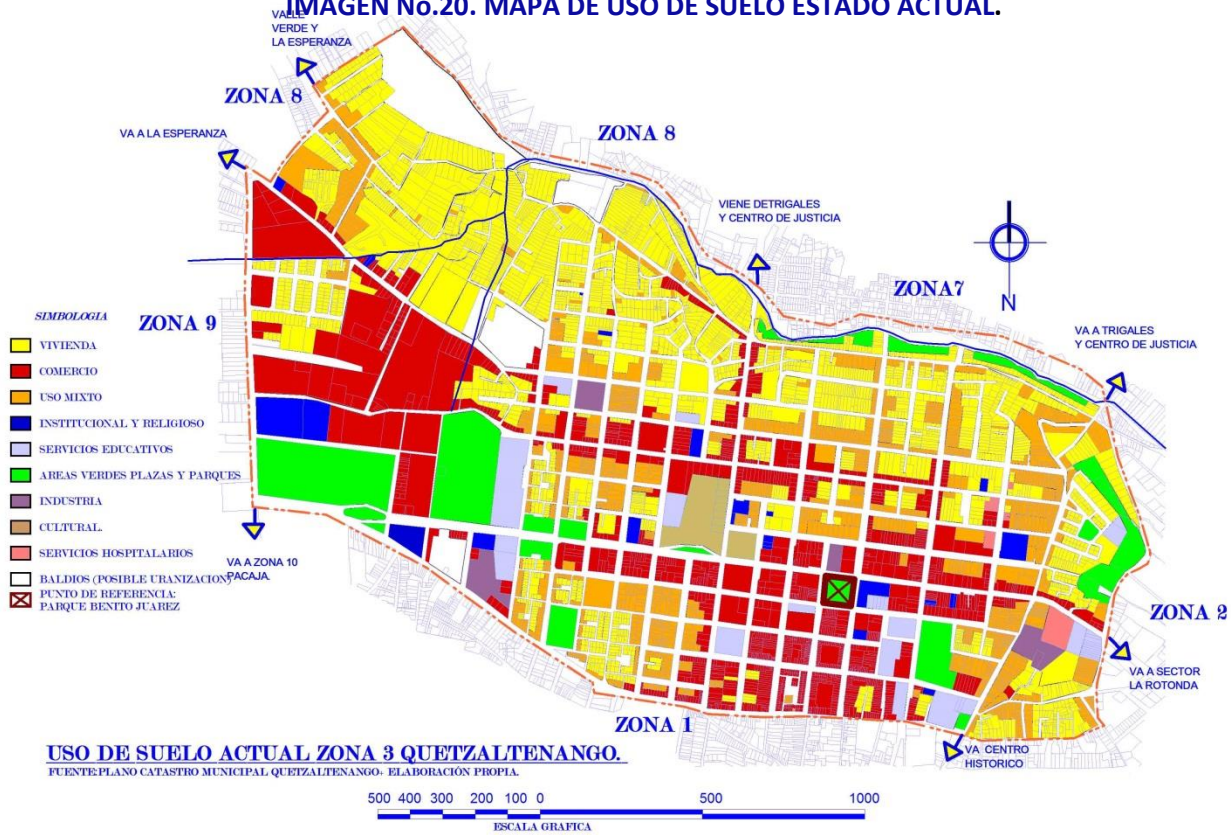 IMAGEN No.20. MAPA DE USO DE SUELO ESTADO ACTUAL.
VALLE
VERDE Y
LA ESPERANZA
ZONA 8
VA A LA ESPERANZA
ZONA 8
VIENE DETRIGALES
Y CENTRO DE JUSTICIA
N
ZONA7
VA A TRIGALES
Y CENTRO DE JUSTICIA
ZONA 9
SIMBOLOGIA
VIVIENDA
COMERCIO
USO MIXTO
INSTITUCIONAL Y RELIGIOSO
SERVICIOS EDUCATIVOS
AREAS VERDES PLAZAS Y PARQUES
INDUSTRIA
CULTURAL.
SERVICIOS HOSPITALARIOS
BALDIOS (POSIBLE URANIZACION)
PUNTO DE REFERENCIA:
PARQUE BENITO JUAREZ
VA A ZONA 10
PACAJA.
ZONA 2
VA A SECTOR
LA ROTONDA
ZONA 1
VA CENTRO
HISTORICO
USO DE SUELO ACTUAL ZONA 3 QUETZALTENANGO.
FUENTE:PLANO CATASTRO MUNICIPAL QUETZALTENANGO. ELABORACIÓN PROPIA.
500 400 300 200 100 0 500 1000
ESCALA GRAFICA